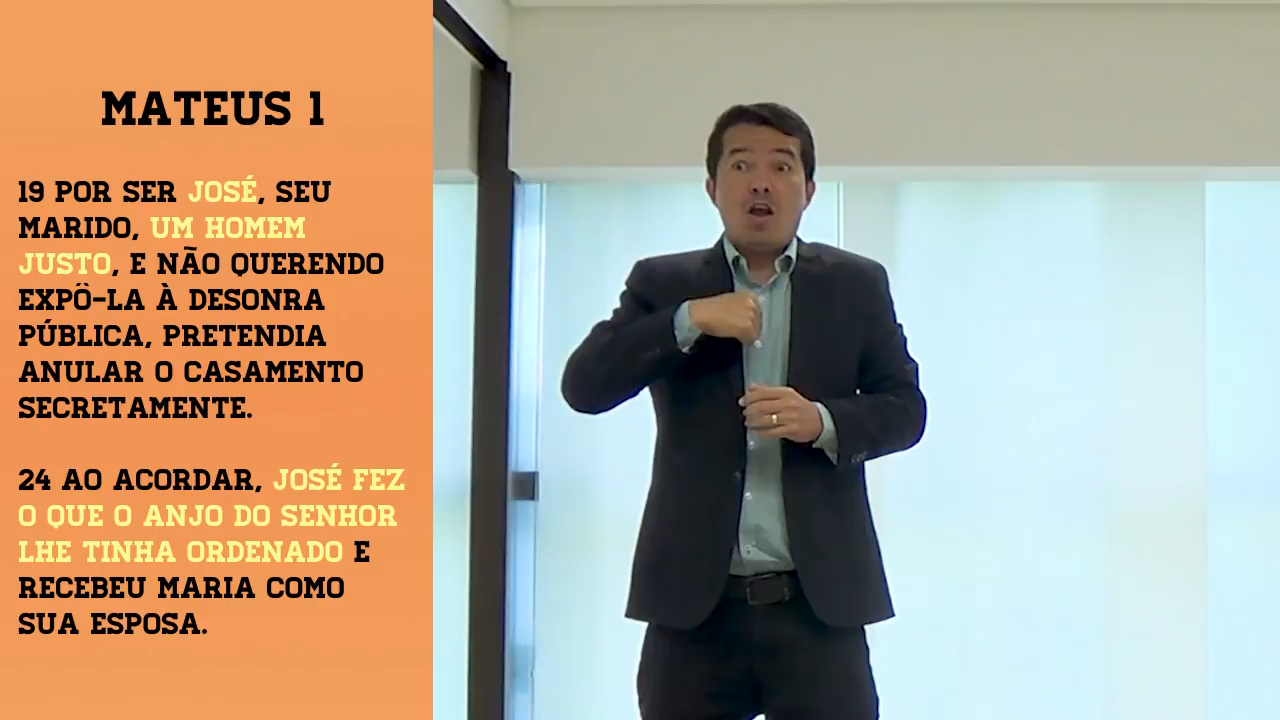 MATEUS 1
19 POR SER JOSÉ, SEU
MARIDO, UM HOMEM
JUSTO, E NÃO QUERENDO
EXPÔ-LA À DESONRA
PÚBLICA, PRETENDIA
ANULAR O CASAMENTO
SECRETAMENTE.
24 AO ACORDAR, JOSÉ FEZ
O QUE O ANJO DO SENHOR
LHE TINHA ORDENADO E
RECEBEU MARIA COMO
SUA ESPOSA.